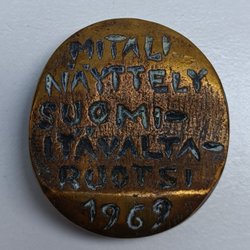 MITALI
NÄYTTELY
SUOMI-
ITÄVALTA-
RUOTSI
1969